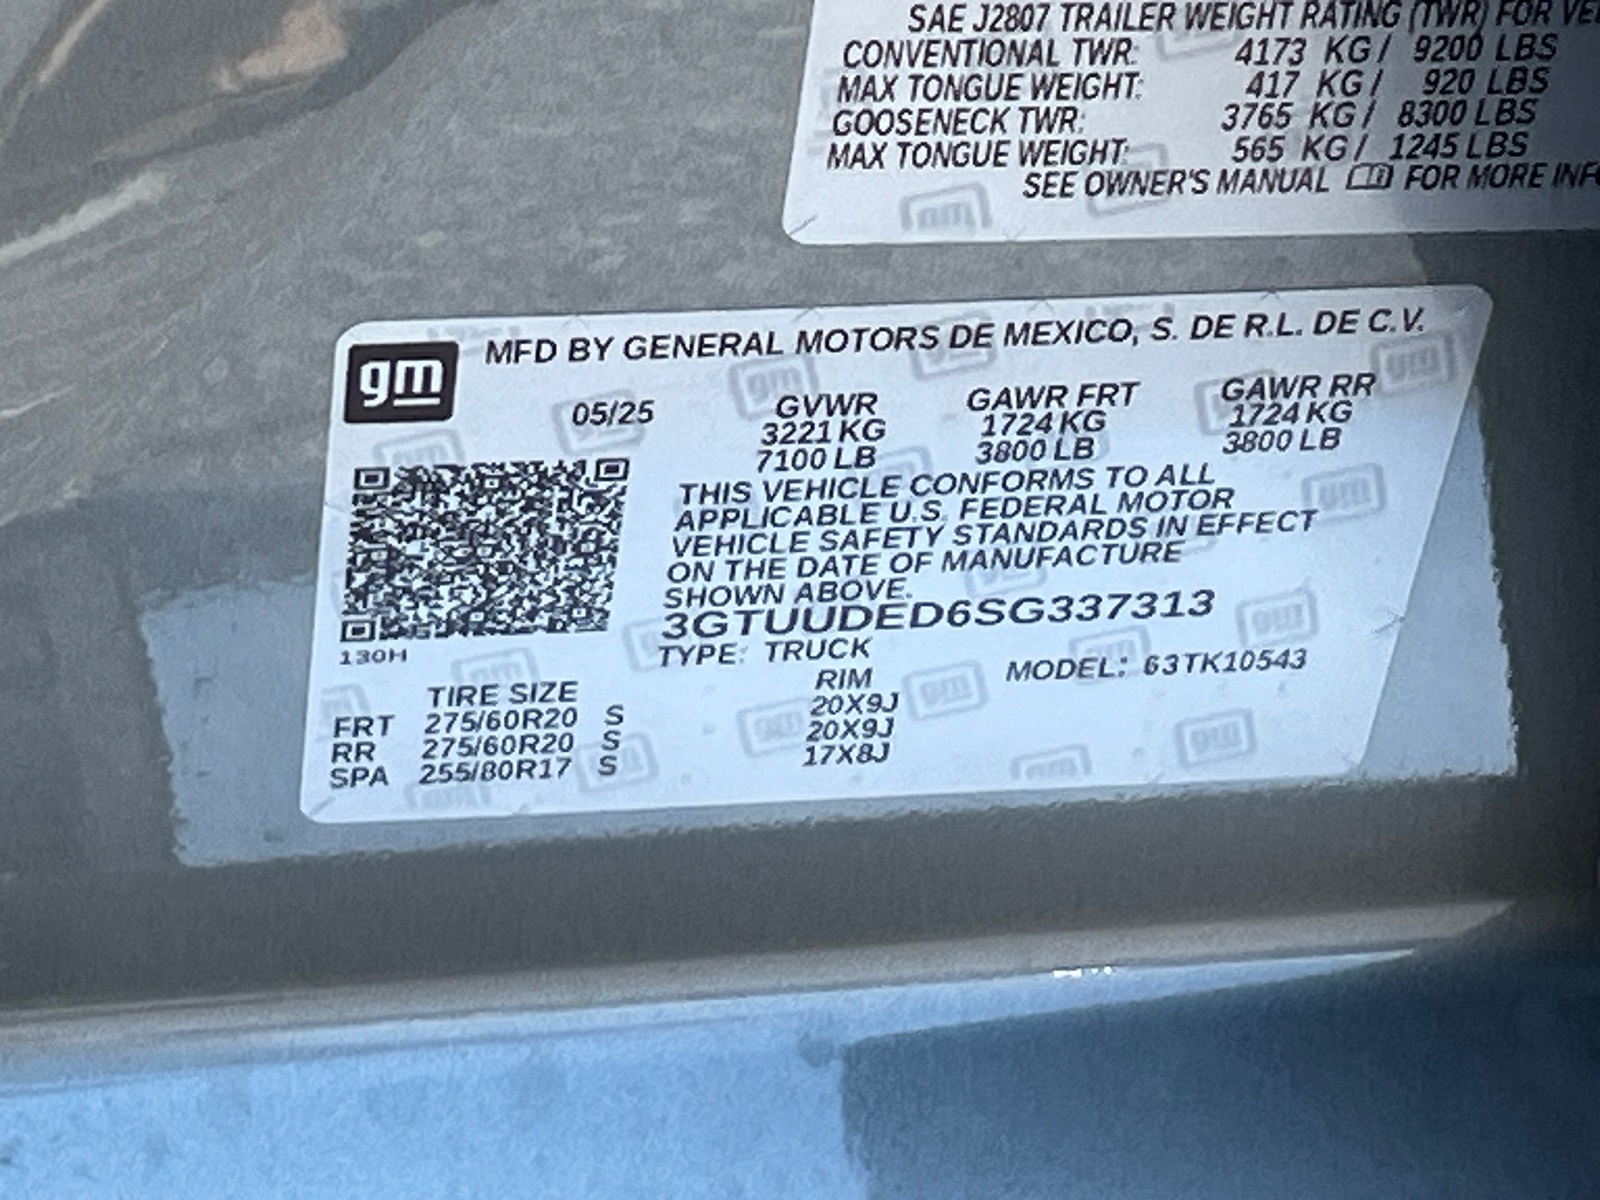 SAE J2807 TRAILER WEIGHT RATING (TWR) FOR
CONVENTIONAL TWR: 4173 KG / 9200 LBS
MAX TONGUE WEIGHT: 417 KG / 920 LBS
GOOSENECK TWR: 3765 KG / 8300 LBS
MAX TONGUE WEIGHT: 565 KG / 1245 LBS
SEE OWNER'S MANUAL FOR MORE
gm
MFD BY GENERAL MOTORS DE MEXICO, S. DE R.L. DE C.V.
05/25 GVWR GAWR FRT GAWR RR
3221 KG 1724 KG 1724 KG
7100 LB 3800 LB 3800 LB
THIS VEHICLE CONFORMS TO ALL
APPLICABLE U.S. FEDERAL MOTOR
VEHICLE SAFETY STANDARDS IN EFFECT
ON THE DATE OF MANUFACTURE
SHOWN ABOVE.
3GTUUDED6SG337313
130H
TYPE: TRUCK MODEL: 63TK10543
TIRE SIZE RIM
FRT 275/60R20 S 20X9J
RR 275/60R20 S 20X9J
SPA 255/80R17 S 17X8J